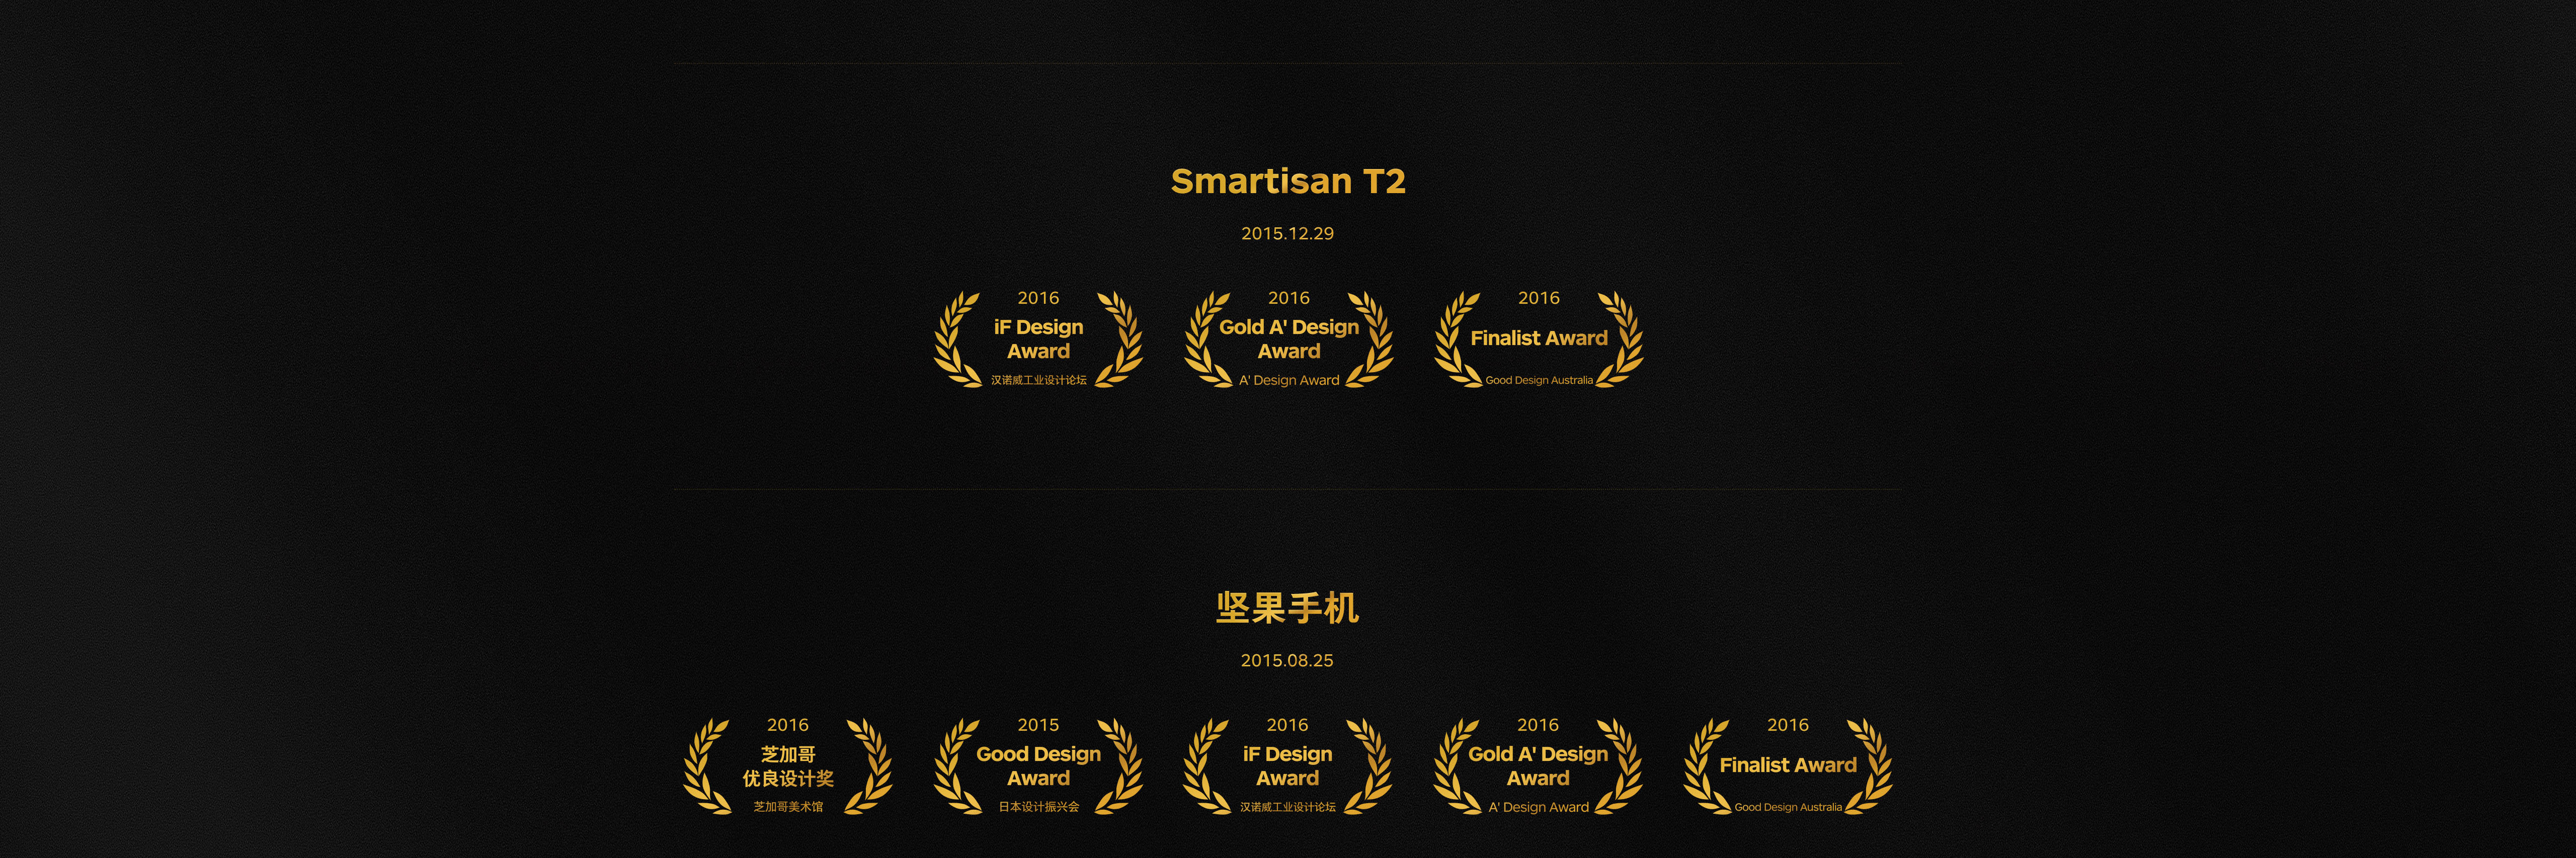 Smartisan T2
2015.12.29
2016
iF Design
Award
汉诺威工业设计论坛
2016
Gold A' Design
Award
A' Design Award
2016
Finalist Award
Good Design Australia
坚果手机
2015.08.25
2016
芝加哥
优良设计奖
芝加哥美术馆
2015
Good Design
Award
日本设计振兴会
2016
iF Design
Award
汉诺威工业设计论坛
2016
Gold A' Design
Award
A' Design Award
2016
Finalist Award
Good Design Australia